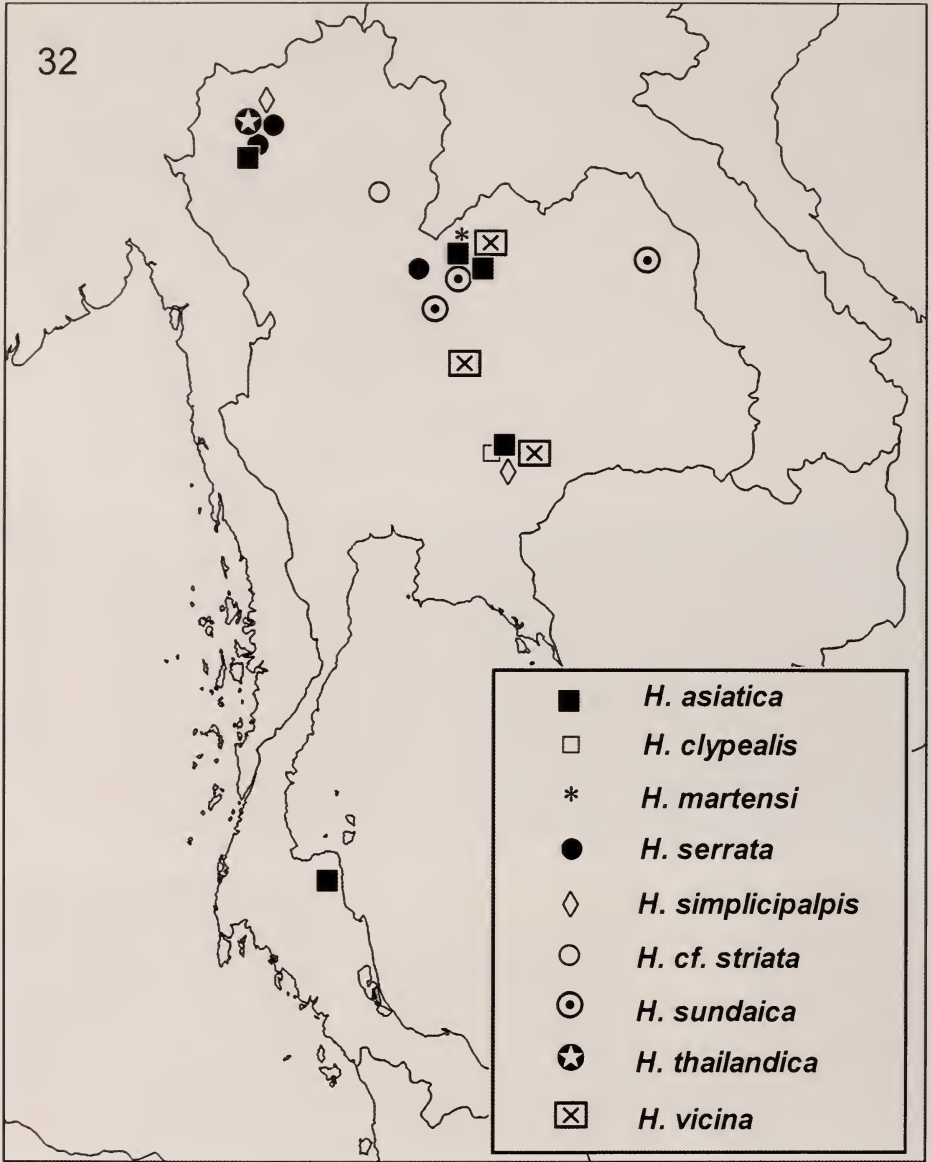 32
H. asiatica
H. clypealis
H. martensi
H. serrata
H. simplicipalpis
H. cf. striata
H. sundaica
H. thailandica
H. vicina